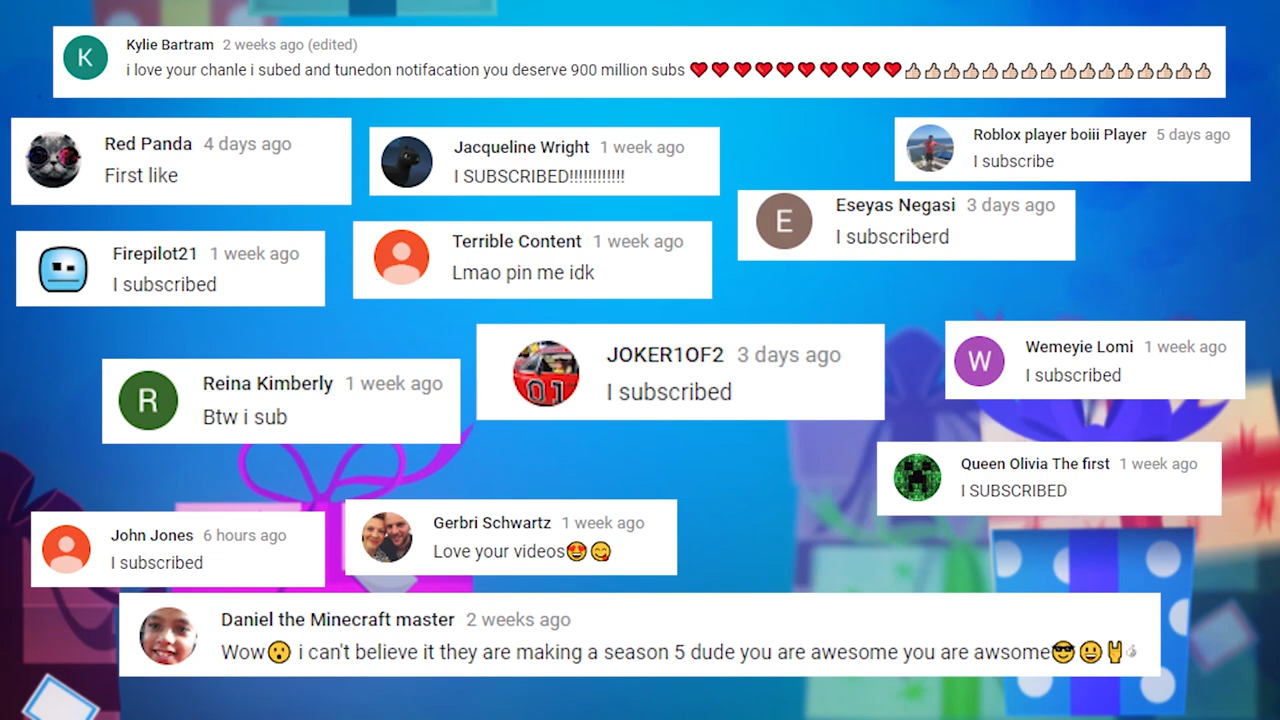 K
Kylie Bartram 2 weeks ago (edited)
i love your chanle i subed and tunedon notifacation you deserve 900 million subs ❤❤❤❤❤❤❤❤❤❤👍🏻👍🏻👍🏻👍🏻👍🏻👍🏻👍🏻👍🏻👍🏻👍🏻👍🏻👍🏻👍🏻👍🏻👍🏻👍🏻
Red Panda 4 days ago
First like
Jacqueline Wright 1 week ago
I SUBSCRIBED!!!!!!!!!!!!
Roblox player boiii Player 5 days ago
I subscribe
E
Eseyas Negasi 3 days ago
I subscriberd
Firepilot21 1 week ago
I subscribed
Terrible Content 1 week ago
Lmao pin me idk
R
Reina Kimberly 1 week ago
Btw i sub
01
JOKER1OF2 3 days ago
I subscribed
W
Wemeyie Lomi 1 week ago
I subscribed
Queen Olivia The first 1 week ago
I SUBSCRIBED
John Jones 6 hours ago
I subscribed
Gerbri Schwartz 1 week ago
Love your videos😍😋
Daniel the Minecraft master 2 weeks ago
Wow😮 i can't believe it they are making a season 5 dude you are awesome you are awsome😎😀🤘💣